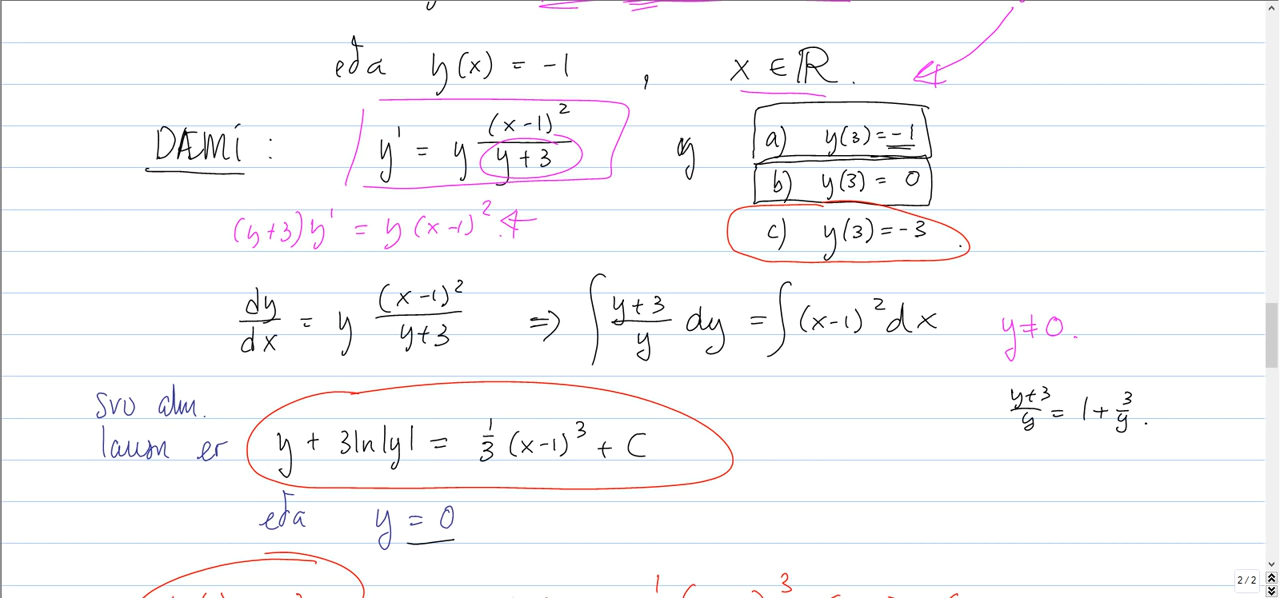 eða y(x) = -1 , x ∈ ℝ.
DÆMI : y' = y (x-1)²/(y+3) og a) y(3) = -1
b) y(3) = 0
(y+3)y' = y(x-1)². c) y(3) = -3.
dy/dx = y (x-1)²/(y+3) => ∫ (y+3)/y dy = ∫ (x-1)² dx y ≠ 0.
(y+3)/y = 1 + 3/y.
svo alm.
lausn er y + 3ln|y| = 1/3 (x-1)³ + C
eða y = 0
2/2